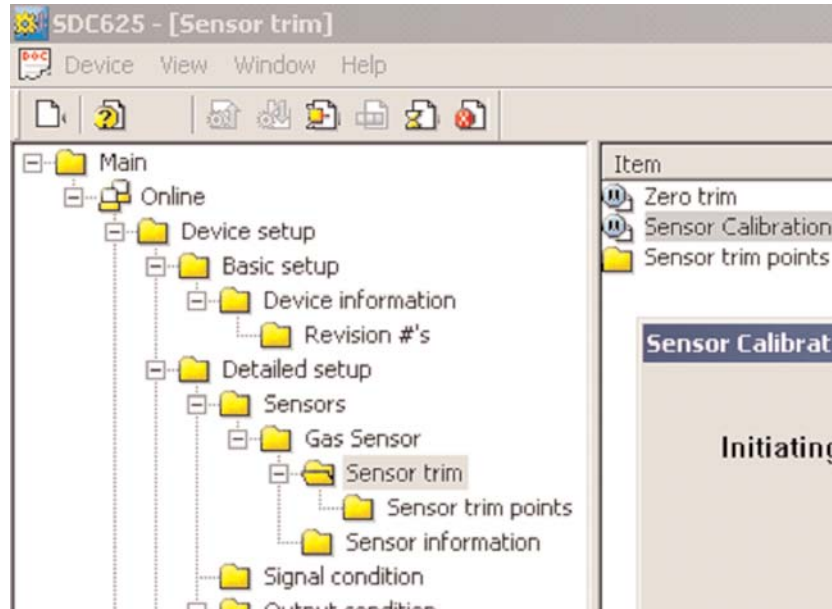 SDC625 - [Sensor trim]
Device View Window Help
Main
Online
Device setup
Basic setup
Device information
Revision #'s
Detailed setup
Sensors
Gas Sensor
Sensor trim
Sensor trim points
Sensor information
Signal condition
Output condition
Item
Zero trim
Sensor Calibration
Sensor trim points
Sensor Calibrat
Initiating